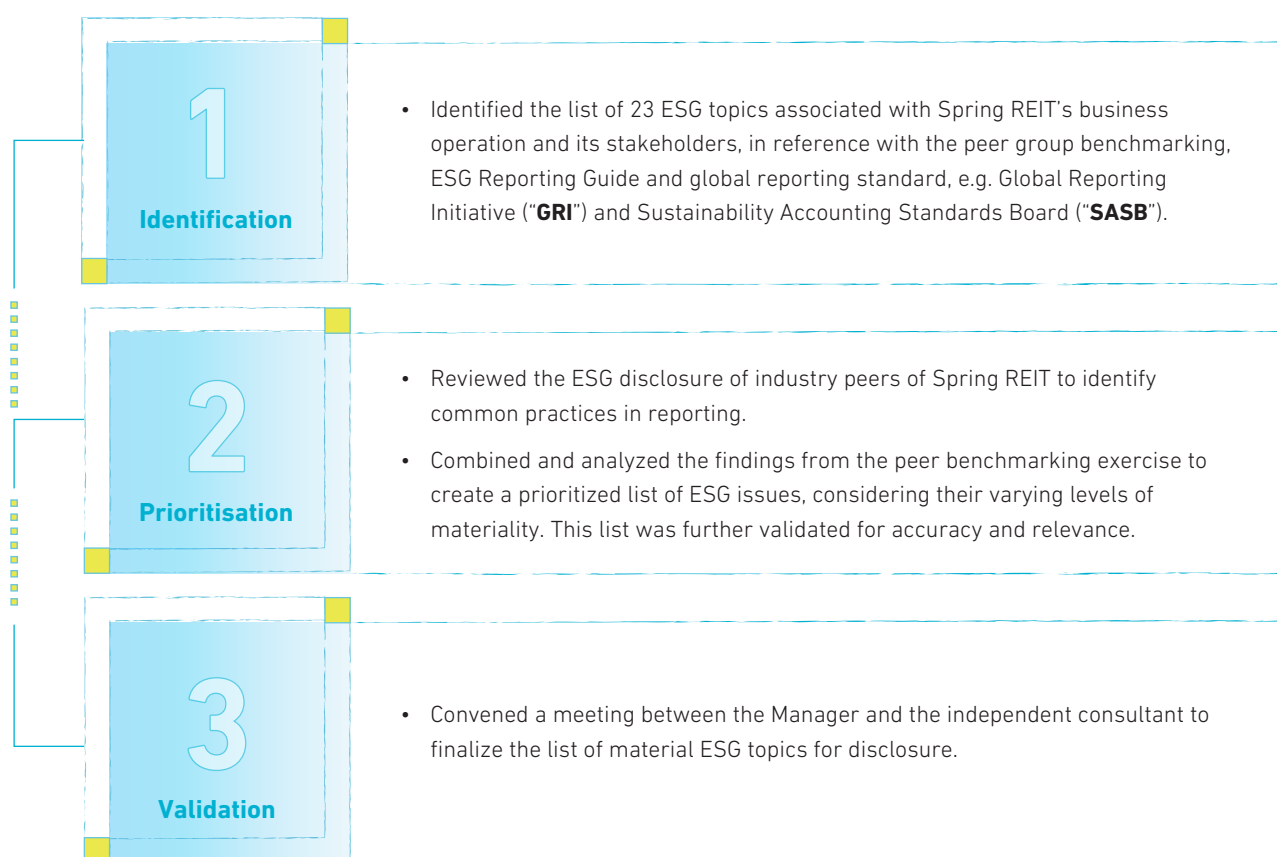 1
Identification
• Identified the list of 23 ESG topics associated with Spring REIT's business
operation and its stakeholders, in reference with the peer group benchmarking,
ESG Reporting Guide and global reporting standard, e.g. Global Reporting
Initiative (“GRI”) and Sustainability Accounting Standards Board (“SASB”).
2
Prioritisation
• Reviewed the ESG disclosure of industry peers of Spring REIT to identify
common practices in reporting.
• Combined and analyzed the findings from the peer benchmarking exercise to
create a prioritized list of ESG issues, considering their varying levels of
materiality. This list was further validated for accuracy and relevance.
3
Validation
• Convened a meeting between the Manager and the independent consultant to
finalize the list of material ESG topics for disclosure.